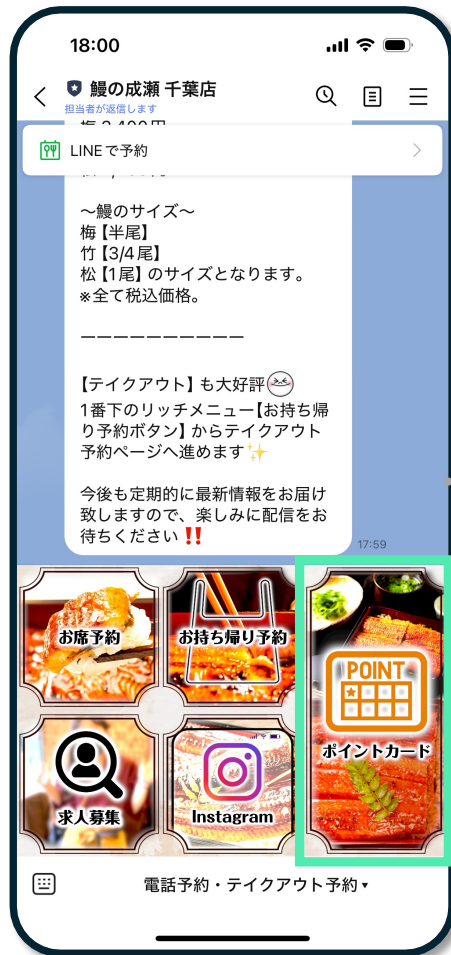 18:00
鰻の成瀬 千葉店
担当者が返信します
LINEで予約
～鰻のサイズ～
梅【半尾】
竹【3/4尾】
松【1尾】のサイズとなります。
※全て税込価格。
ーーーーーーーーーー
【テイクアウト】も大好評
1番下のリッチメニュー【お持ち帰
り予約ボタン】からテイクアウト
予約ページへ進めます✨
今後も定期的に最新情報をお届け
致しますので、楽しみに配信をお
待ちください‼️
17:59
お席予約
お持ち帰り予約
POINT
ポイントカード
求人募集
Instagram
電話予約・テイクアウト予約▾